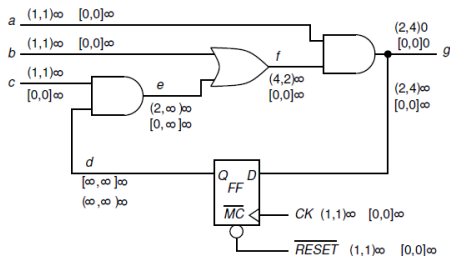 a (1,1)∞ [0,0]∞
b (1,1)∞ [0,0]∞
c (1,1)∞
[0,0]∞
e
(2,∞)∞
[0,∞]∞
f
(4,2)∞
[0,0]∞
(2,4)0
[0,0]0
g
(2,4)∞
[0,0]∞
d
[∞,∞]∞
(∞,∞)∞
Q D
FF
MC
CK (1,1)∞ [0,0]∞
RESET (1,1)∞ [0,0]∞